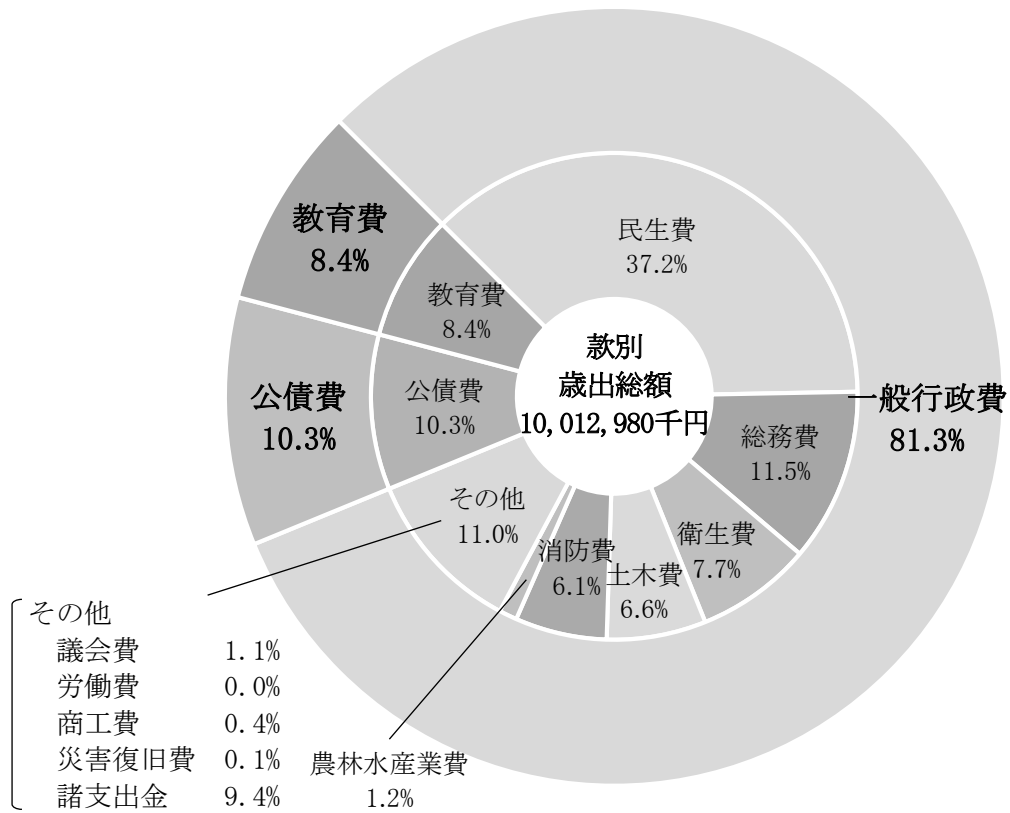 民生費
37.2%
教育費
8.4%
教育費
8.4%
款別
歳出総額
10,012,980千円
公債費
10.3%
公債費
10.3%
一般行政費
81.3%
総務費
11.5%
その他
11.0%
衛生費
7.7%
消防費
6.1%
土木費
6.6%
その他
議会費 1.1%
労働費 0.0%
商工費 0.4%
災害復旧費 0.1%
諸支出金 9.4%
農林水産業費
1.2%